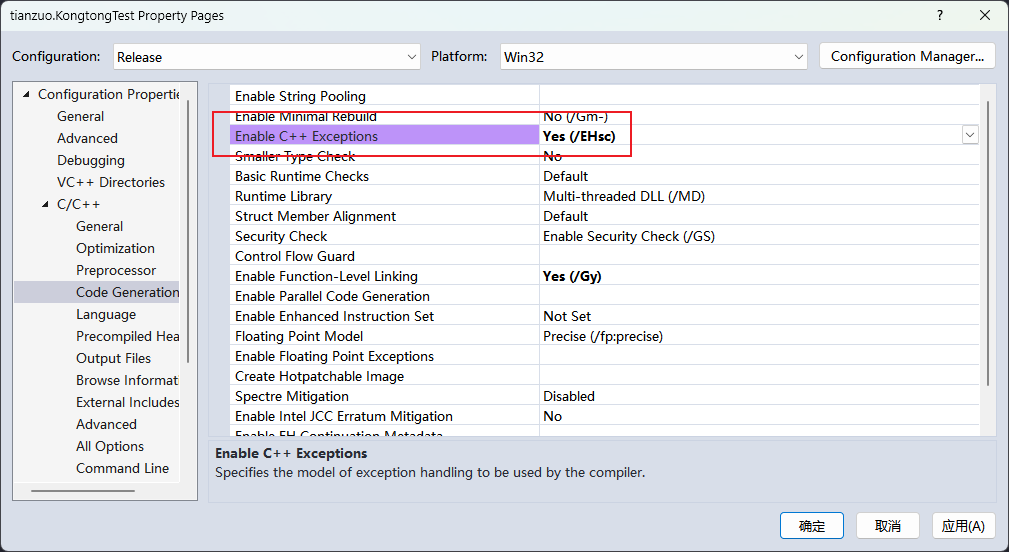 tianzuo.KongtongTest Property Pages ?
Configuration: Release Platform: Win32 Configuration Manager...
Configuration Propertie
General
Advanced
Debugging
VC++ Directories
C/C++
General
Optimization
Preprocessor
Code Generation
Language
Precompiled Hea
Output Files
Browse Informati
External Includes
Advanced
All Options
Command Line
Enable String Pooling
Enable Minimal Rebuild No (/Gm-)
Enable C++ Exceptions Yes (/EHsc)
Smaller Type Check No
Basic Runtime Checks Default
Runtime Library Multi-threaded DLL (/MD)
Struct Member Alignment Default
Security Check Enable Security Check (/GS)
Control Flow Guard
Enable Function-Level Linking Yes (/Gy)
Enable Parallel Code Generation
Enable Enhanced Instruction Set Not Set
Floating Point Model Precise (/fp:precise)
Enable Floating Point Exceptions
Create Hotpatchable Image
Spectre Mitigation Disabled
Enable Intel JCC Erratum Mitigation No
Enable EH Continuation Metadata
Enable C++ Exceptions
Specifies the model of exception handling to be used by the compiler.
确定 取消 应用(A)